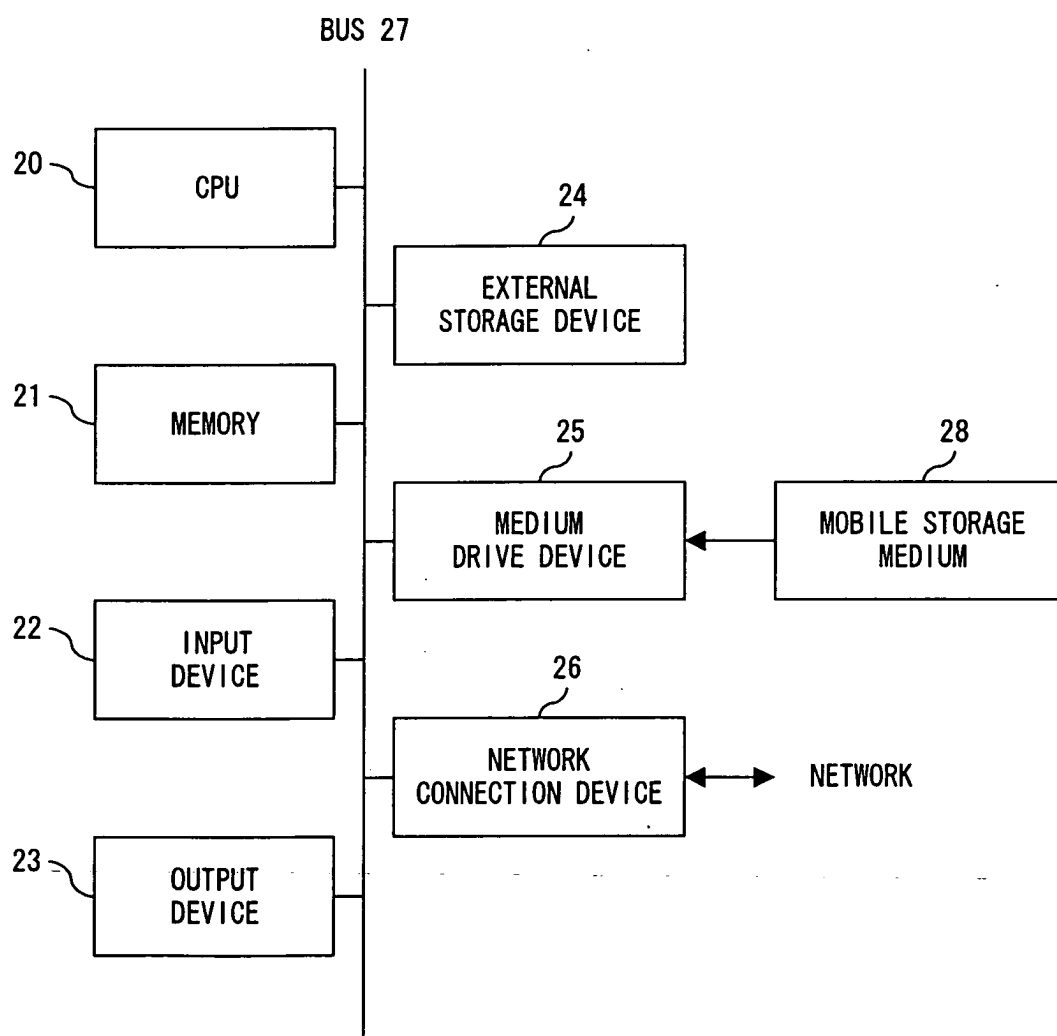 BUS 27
20
CPU
24
EXTERNAL
STORAGE DEVICE
21
MEMORY
25
MEDIUM
DRIVE DEVICE
28
MOBILE STORAGE
MEDIUM
22
INPUT
DEVICE
26
NETWORK
CONNECTION DEVICE
NETWORK
23
OUTPUT
DEVICE